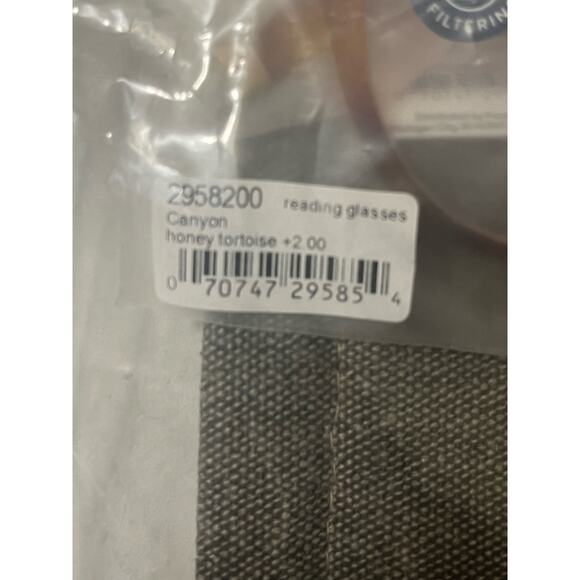 FILTERIN
2958200 reading glasses
Canyon
honey tortoise +2.00
0 70747 29585 4